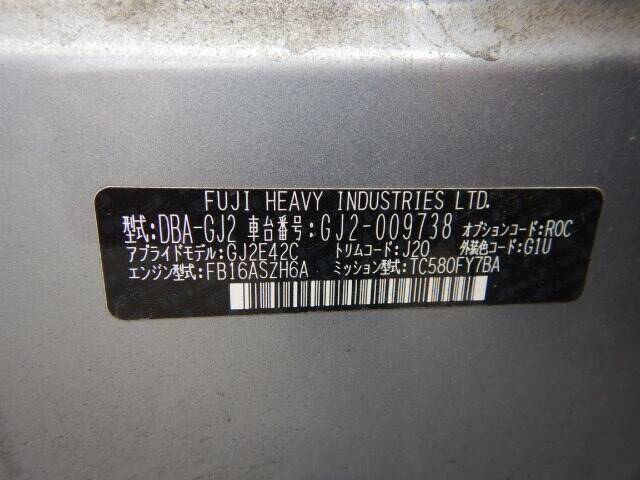 FUJI HEAVY INDUSTRIES LTD.
型式:DBA-GJ2 車台番号:GJ2-009738 オプションコード:ROC
アプライドモデル:GJ2E42C トリムコード:J20 外装色コード:G1U
エンジン型式:FB16ASZH6A ミッション型式:TC580FY7BA